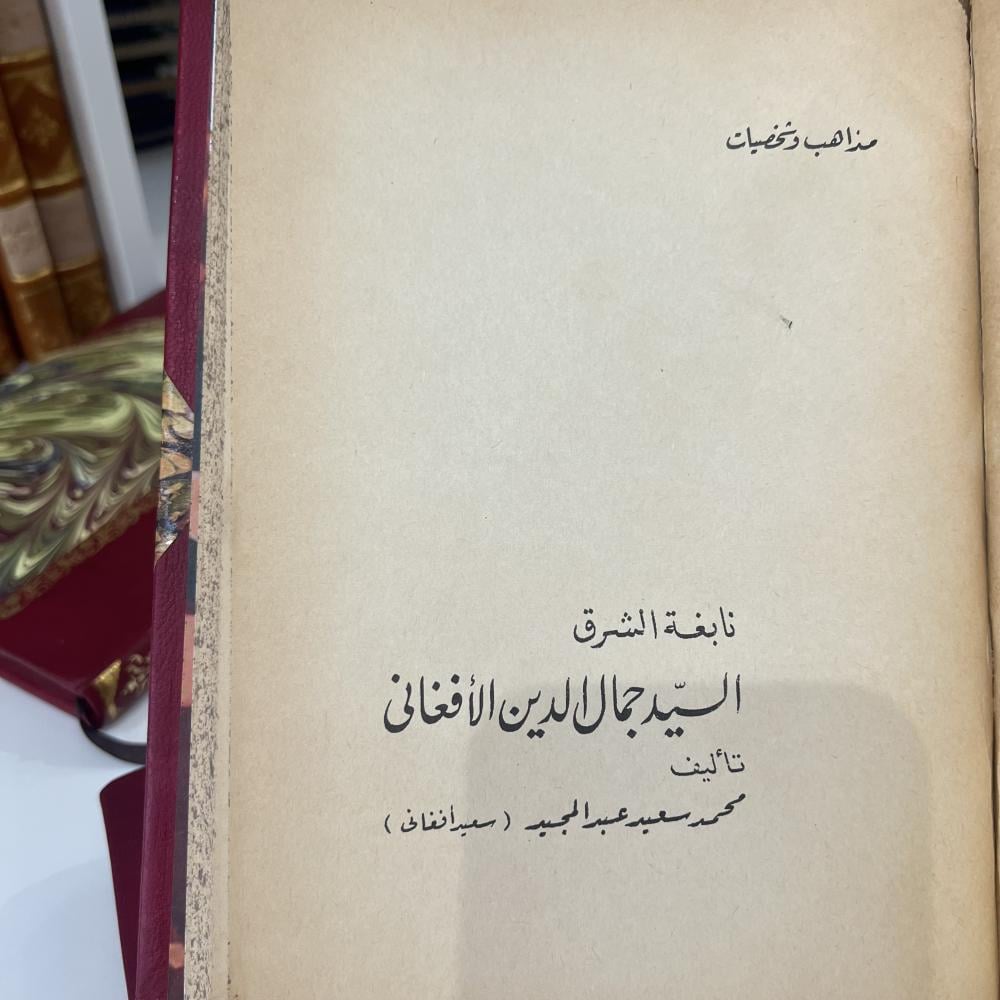 مذاهب وشخصيات
نابغة الشرق
السيّد جمال الدين الأفغانى
تأليف
محمد سعيد عبد المجيد (سعيد أفغانى)